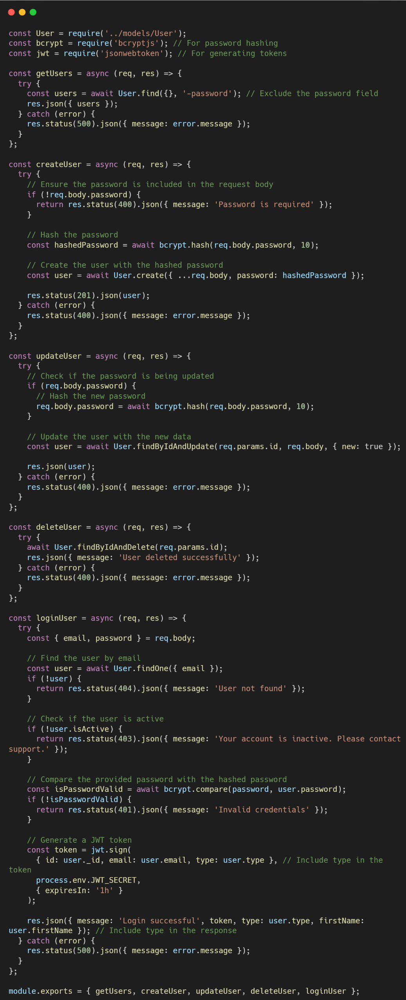 const User = require('../models/User');
const bcrypt = require('bcryptjs'); // For password hashing
const jwt = require('jsonwebtoken'); // For generating tokens

const getUsers = async (req, res) => {
  try {
    const users = await User.find({}, '-password'); // Exclude the password field
    res.json({ users });
  } catch (error) {
    res.status(500).json({ message: error.message });
  }
};

const createUser = async (req, res) => {
  try {
    // Ensure the password is included in the request body
    if (!req.body.password) {
      return res.status(400).json({ message: 'Password is required' });
    }

    // Hash the password
    const hashedPassword = await bcrypt.hash(req.body.password, 10);

    // Create the user with the hashed password
    const user = await User.create({ ...req.body, password: hashedPassword });

    res.status(201).json(user);
  } catch (error) {
    res.status(400).json({ message: error.message });
  }
};

const updateUser = async (req, res) => {
  try {
    // Check if the password is being updated
    if (req.body.password) {
      // Hash the new password
      req.body.password = await bcrypt.hash(req.body.password, 10);
    }

    // Update the user with the new data
    const user = await User.findByIdAndUpdate(req.params.id, req.body, { new: true });

    res.json(user);
  } catch (error) {
    res.status(400).json({ message: error.message });
  }
};

const deleteUser = async (req, res) => {
  try {
    await User.findByIdAndDelete(req.params.id);
    res.json({ message: 'User deleted successfully' });
  } catch (error) {
    res.status(400).json({ message: error.message });
  }
};

const loginUser = async (req, res) => {
  try {
    const { email, password } = req.body;

    // Find the user by email
    const user = await User.findOne({ email });
    if (!user) {
      return res.status(404).json({ message: 'User not found' });
    }

    // Check if the user is active
    if (!user.isActive) {
      return res.status(403).json({ message: 'Your account is inactive. Please contact
support.' });
    }

    // Compare the provided password with the hashed password
    const isPasswordValid = await bcrypt.compare(password, user.password);
    if (!isPasswordValid) {
      return res.status(401).json({ message: 'Invalid credentials' });
    }

    // Generate a JWT token
    const token = jwt.sign(
      { id: user._id, email: user.email, type: user.type }, // Include type in the
token
      process.env.JWT_SECRET,
      { expiresIn: '1h' }
    );

    res.json({ message: 'Login successful', token, type: user.type, firstName:
user.firstName }); // Include type in the response
  } catch (error) {
    res.status(500).json({ message: error.message });
  }
};

module.exports = { getUsers, createUser, updateUser, deleteUser, loginUser };